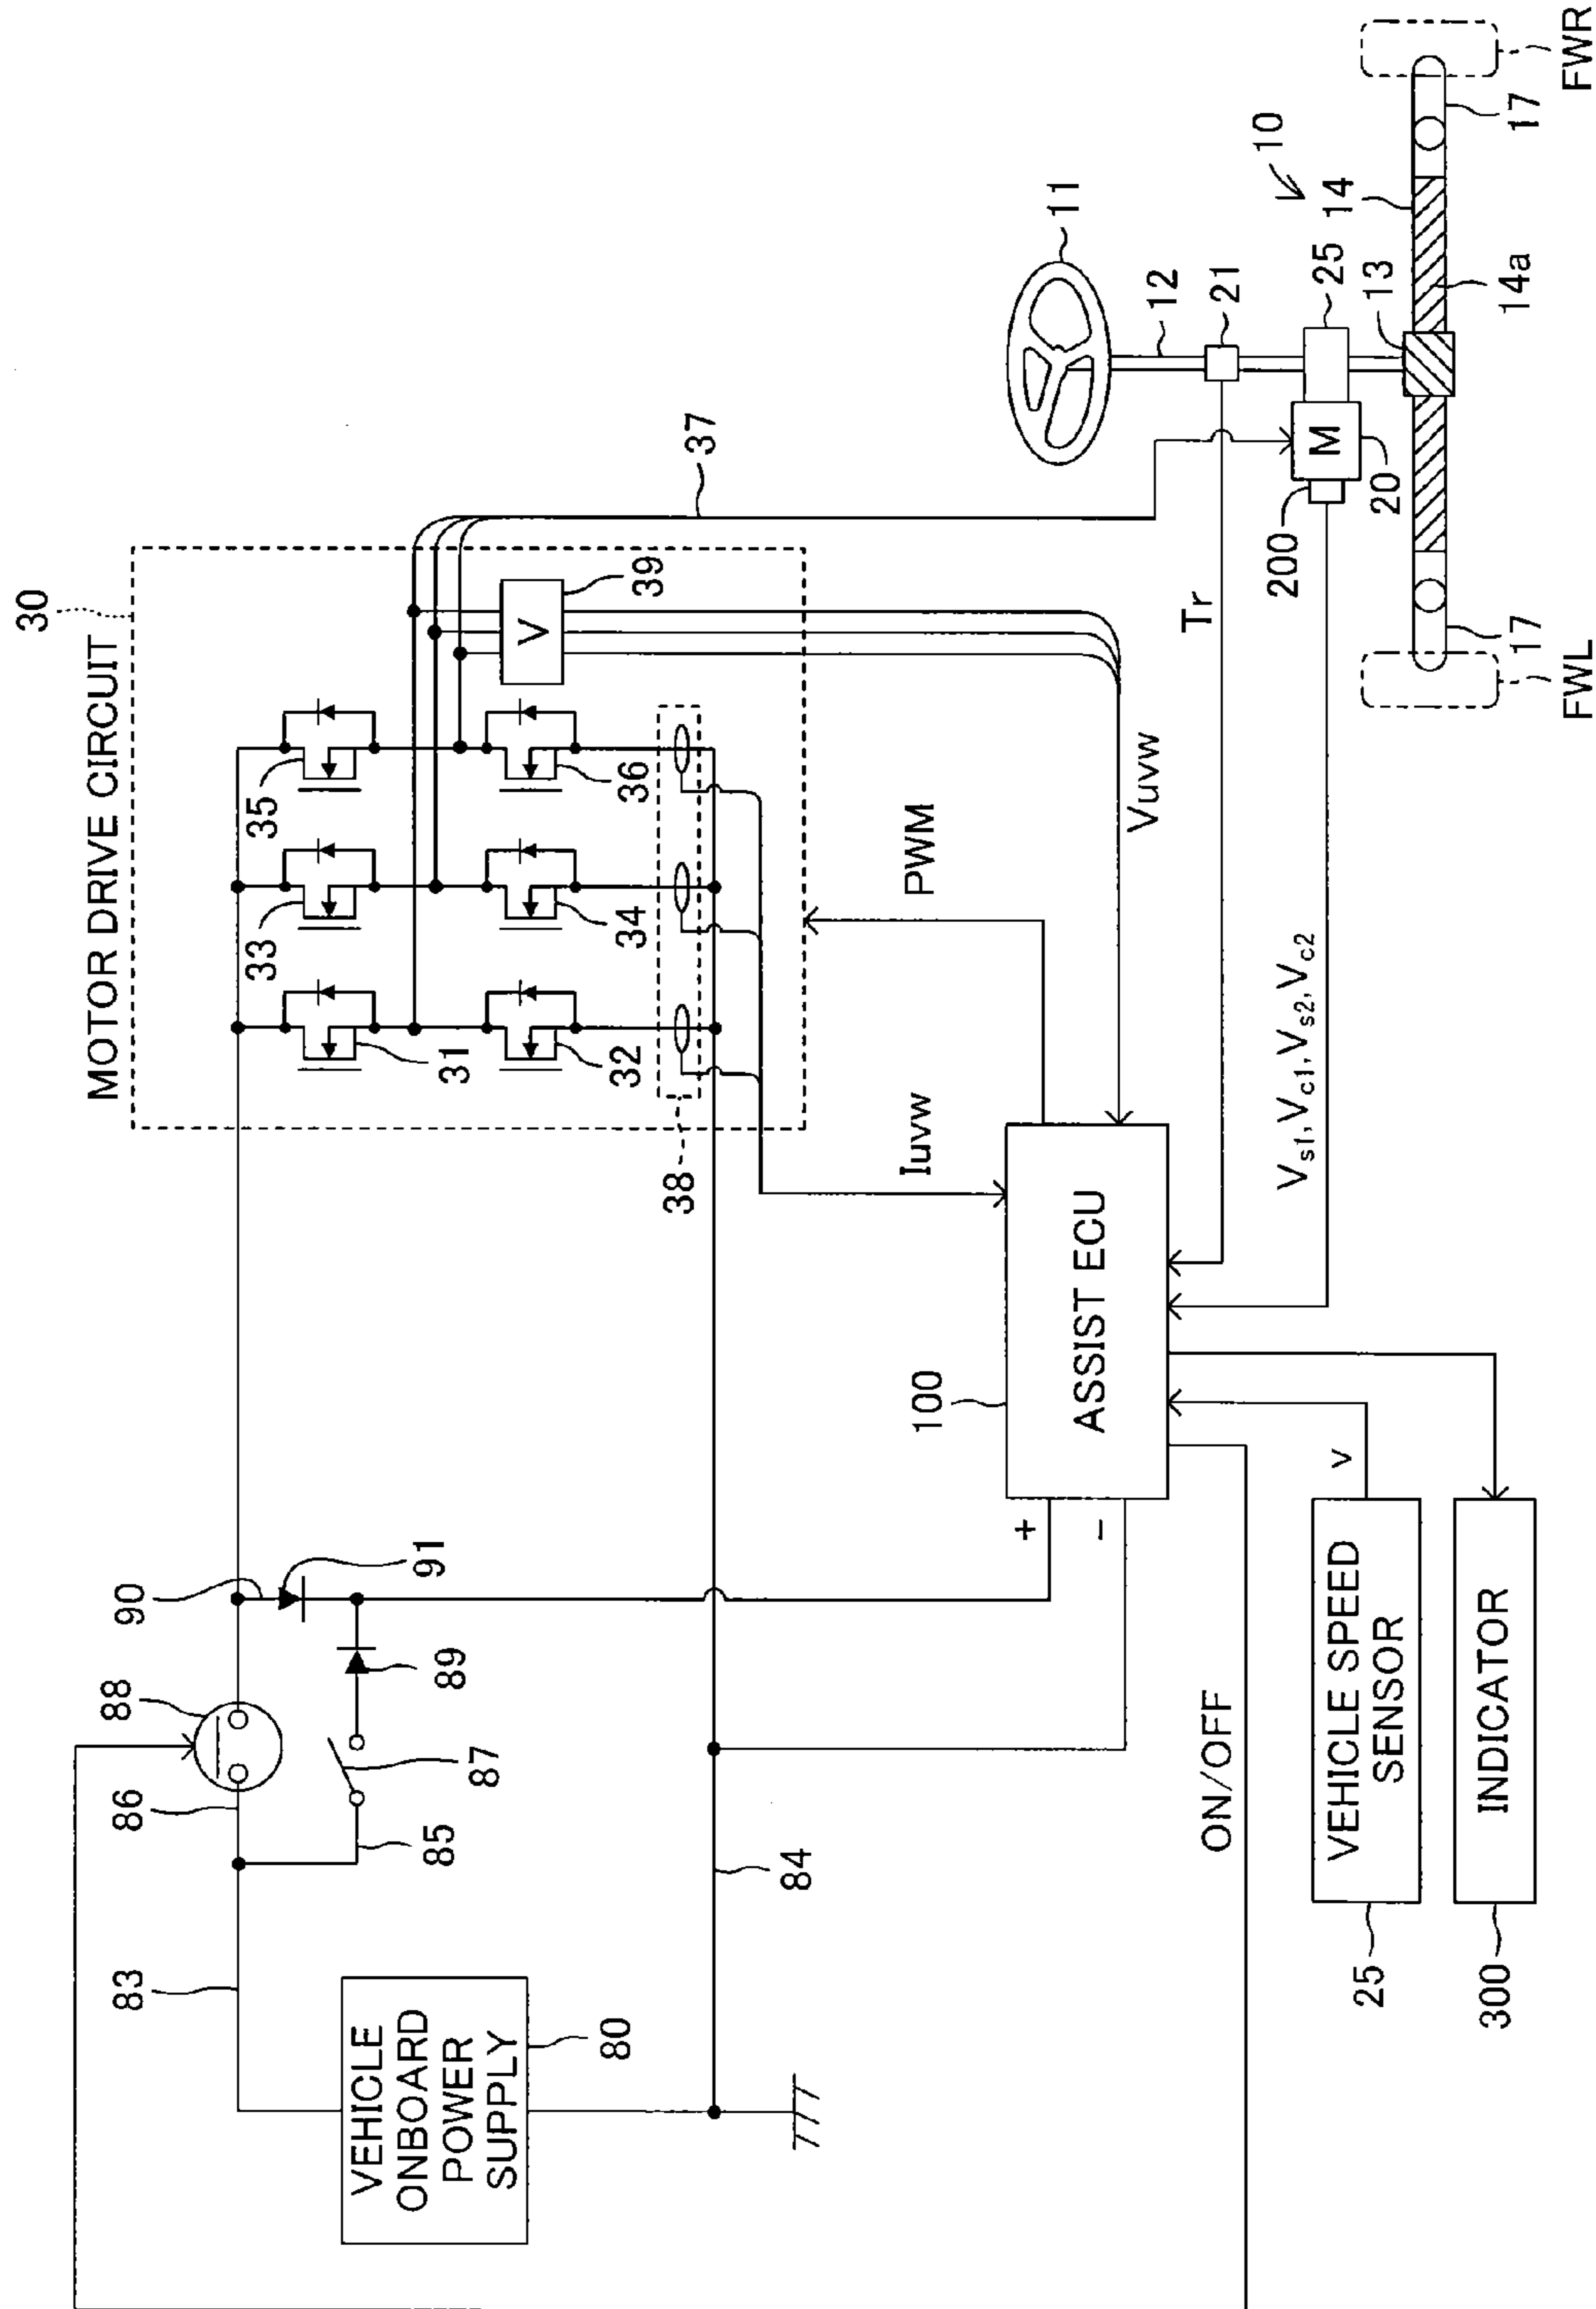 MOTOR DRIVE CIRCUIT
30
83
86
88
90
91
85
87
89
33
35
31
32
34
36
38
39
V
37
VEHICLE
ONBOARD
POWER
SUPPLY
80
84
Iuvw
PWM
Vuvw
Tr
Vs1,Vc1,Vs2,Vc2
100
ASSIST ECU
+
−
ON/OFF
v
VEHICLE SPEED
SENSOR
25
INDICATOR
300
11
12
21
10
25
M
20
200
13
14
14a
17
17
FWL
FWR